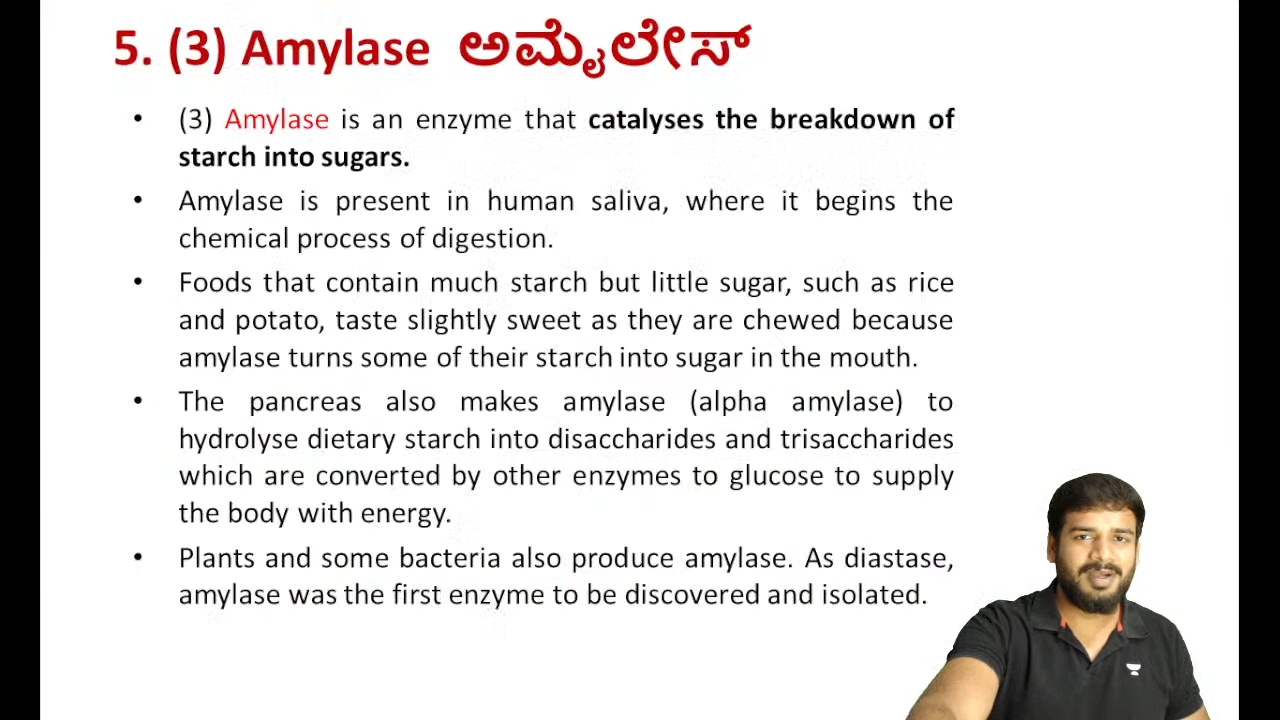 5. (3) Amylase ಅಮೈಲೇಸ್
• (3) Amylase is an enzyme that catalyses the breakdown of
starch into sugars.
• Amylase is present in human saliva, where it begins the
chemical process of digestion.
• Foods that contain much starch but little sugar, such as rice
and potato, taste slightly sweet as they are chewed because
amylase turns some of their starch into sugar in the mouth.
• The pancreas also makes amylase (alpha amylase) to
hydrolyse dietary starch into disaccharides and trisaccharides
which are converted by other enzymes to glucose to supply
the body with energy.
• Plants and some bacteria also produce amylase. As diastase,
amylase was the first enzyme to be discovered and isolated.